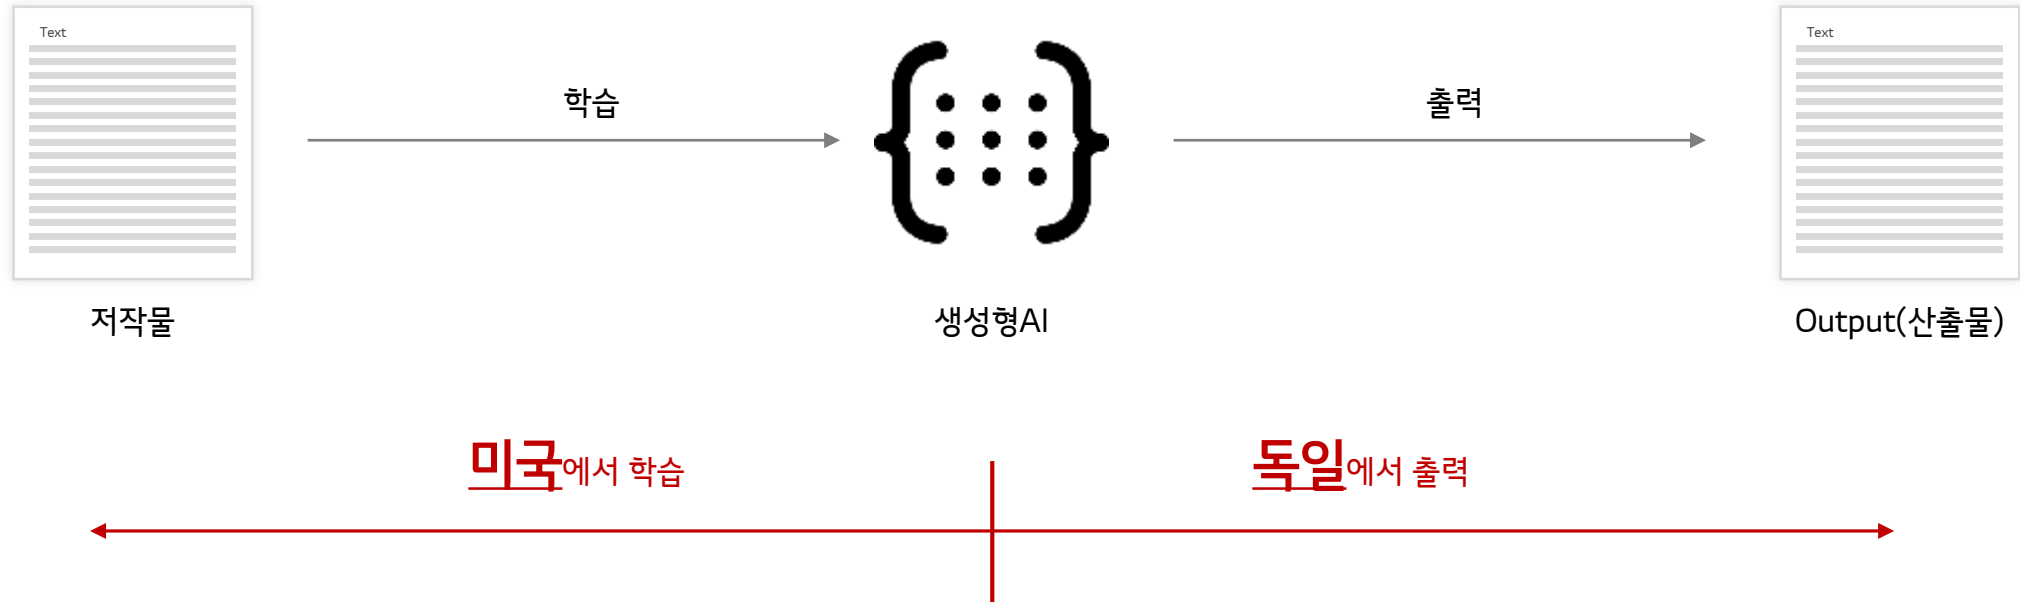 Text
Text
학습
출력
저작물
생성형AI
Output(산출물)
미국에서 학습
독일에서 출력